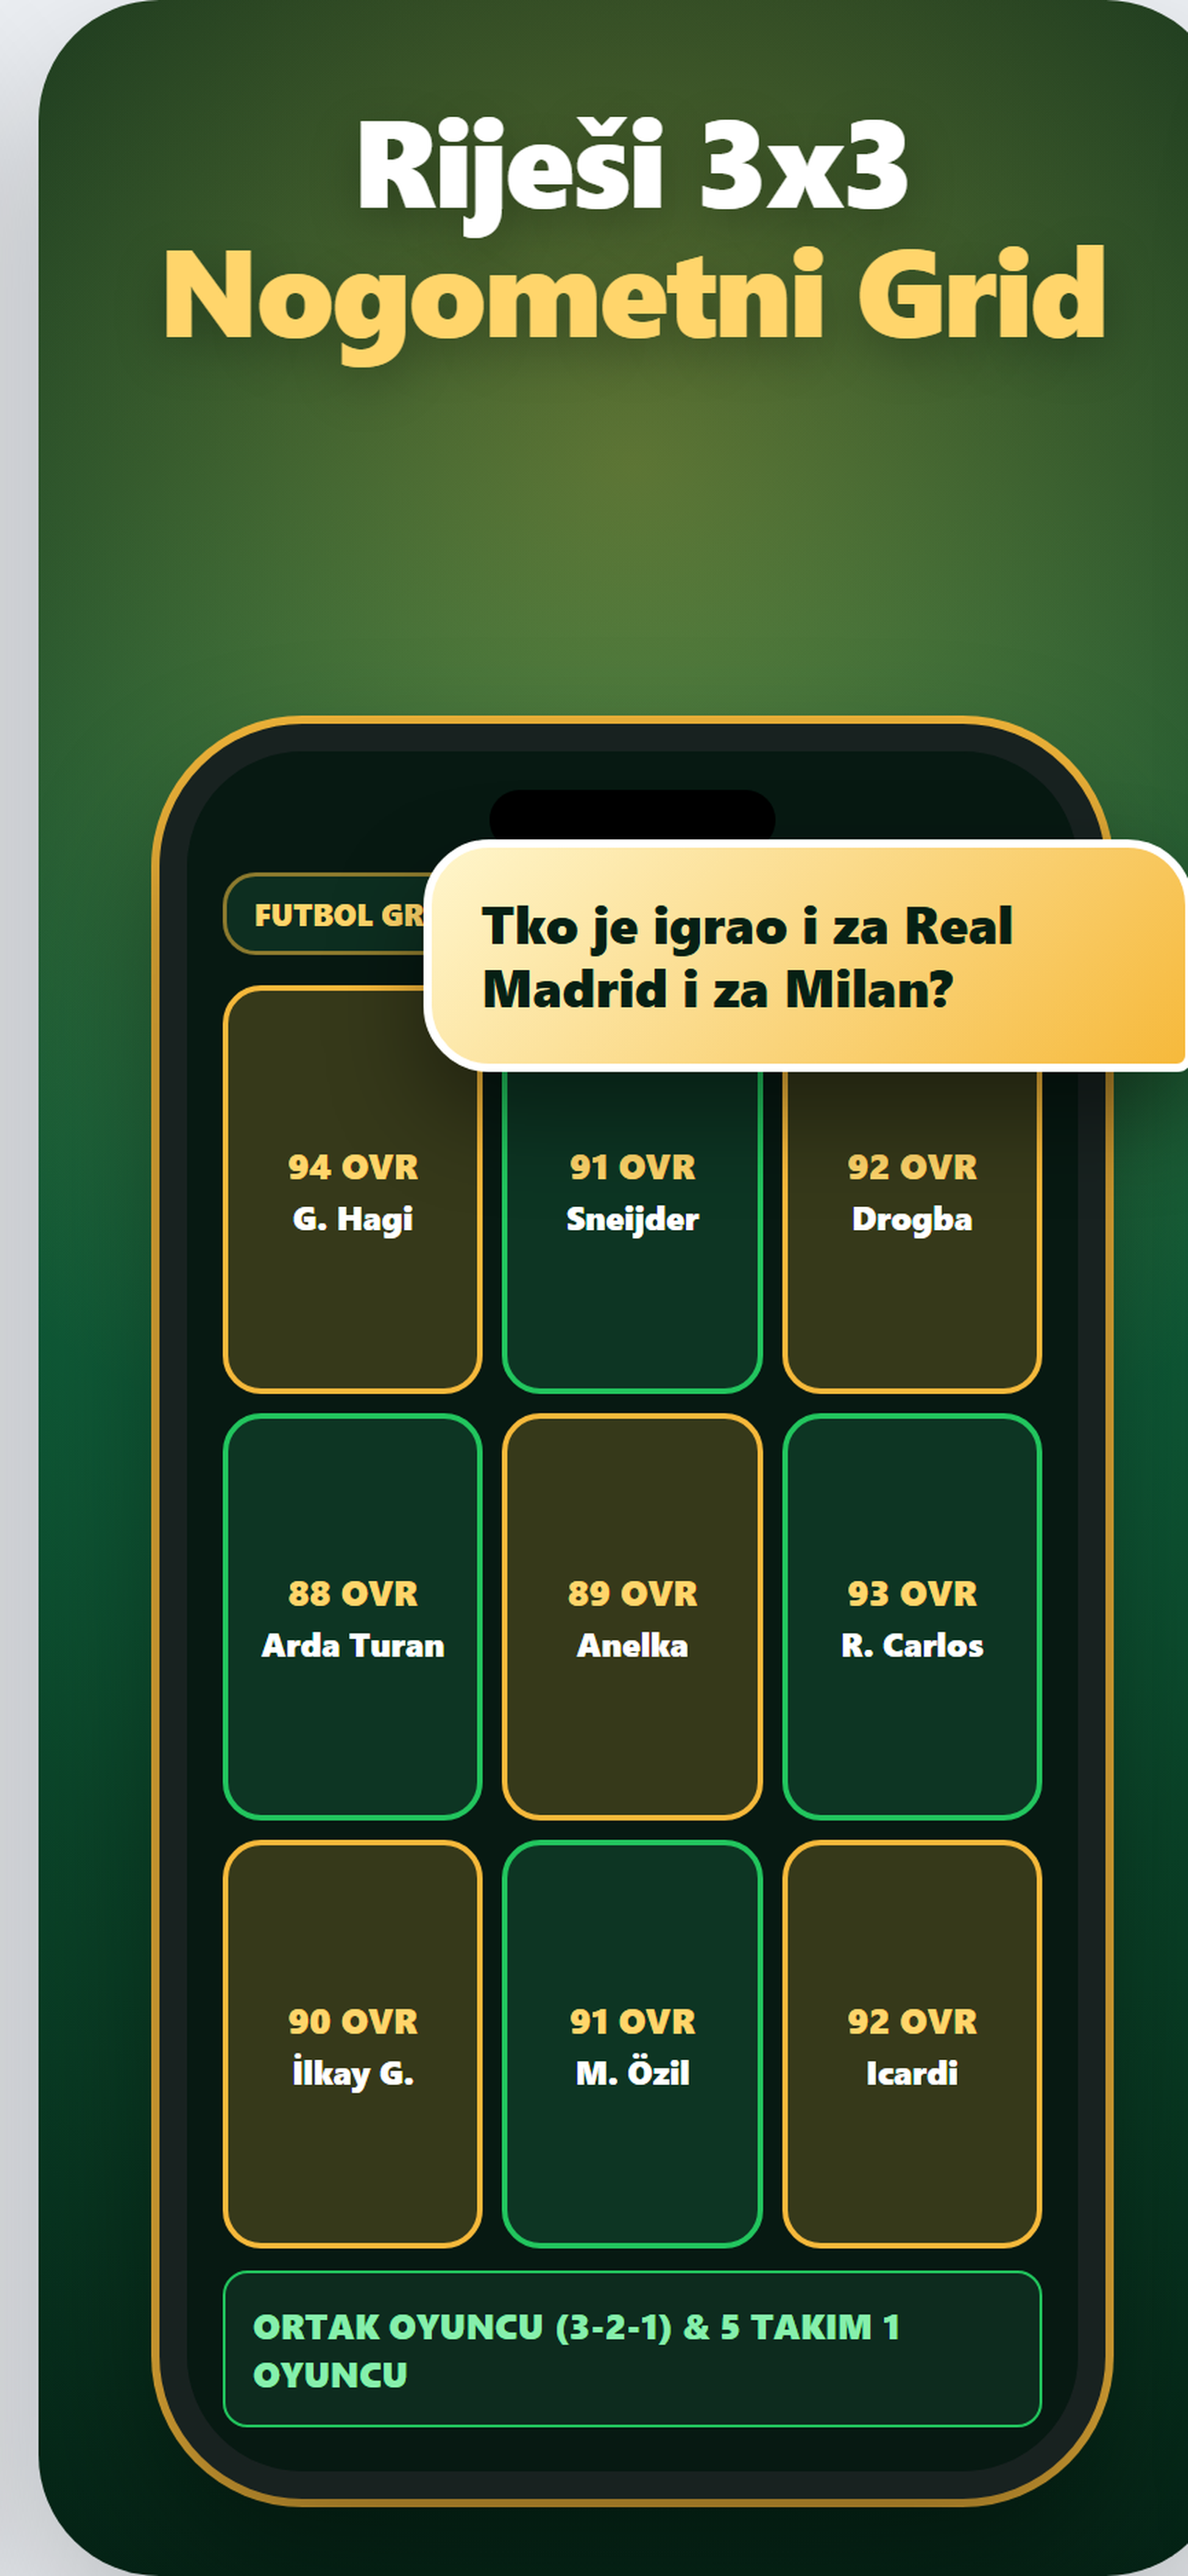 Riješi 3x3
Nogometni Grid
FUTBOL GR
Tko je igrao i za Real
Madrid i za Milan?
94 OVR
G. Hagi
91 OVR
Sneijder
92 OVR
Drogba
88 OVR
Arda Turan
89 OVR
Anelka
93 OVR
R. Carlos
90 OVR
İlkay G.
91 OVR
M. Özil
92 OVR
Icardi
ORTAK OYUNCU (3-2-1) & 5 TAKIM 1
OYUNCU